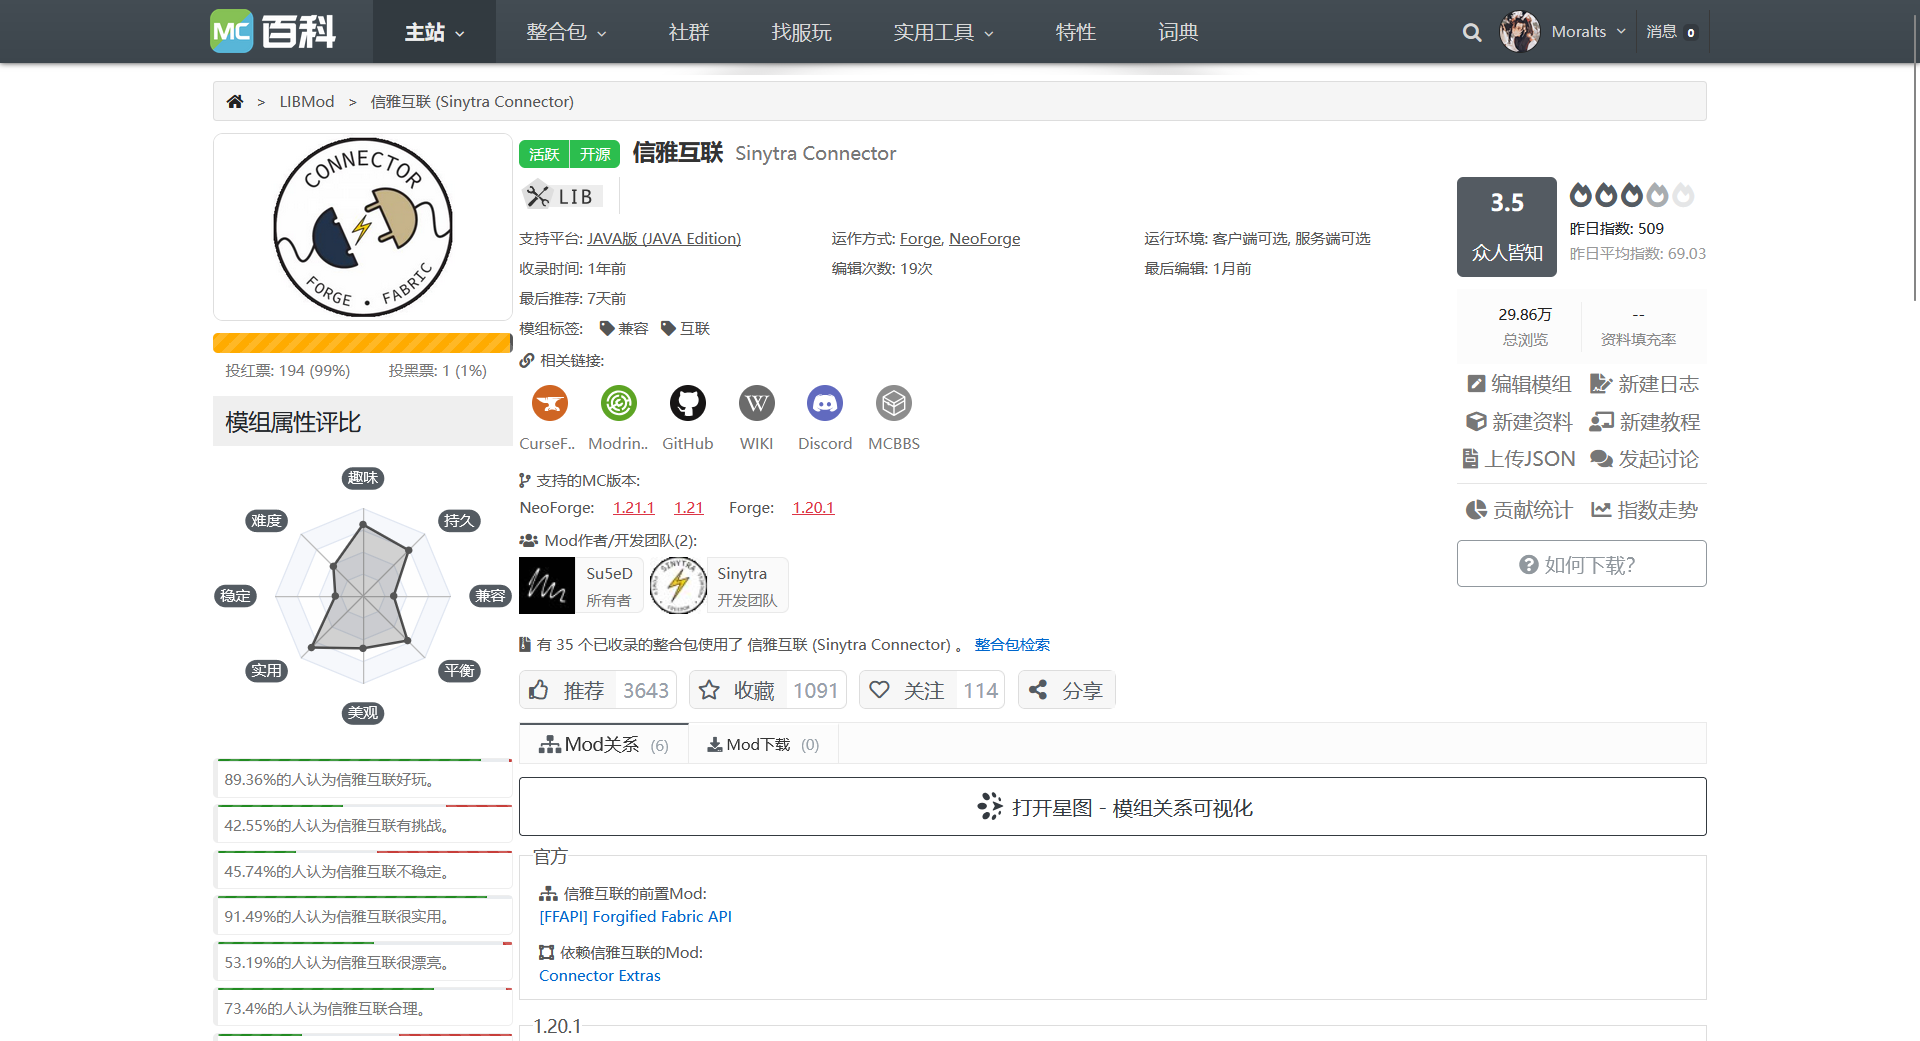 MC 百科 主站 整合包 社群 找服玩 实用工具 特性 词典 Moralts 消息 0
> LIBMod > 信雅互联 (Sinytra Connector)
CONNECTOR
FORGE • FABRIC
活跃 开源 信雅互联 Sinytra Connector
LIB
支持平台: JAVA版 (JAVA Edition) 运作方式: Forge, NeoForge 运行环境: 客户端可选, 服务端可选
收录时间: 1年前 编辑次数: 19次 最后编辑: 1月前
最后推荐: 7天前
模组标签: 兼容 互联
相关链接:
CurseF.. Modrin.. GitHub WIKI Discord MCBBS
支持的MC版本:
NeoForge: 1.21.1 1.21 Forge: 1.20.1
Mod作者/开发团队(2):
Su5eD
所有者
SINYTRA
Sinytra
开发团队
有 35 个已收录的整合包使用了 信雅互联 (Sinytra Connector) 。 整合包检索
推荐 3643 收藏 1091 关注 114 分享
3.5
众人皆知
昨日指数: 509
昨日平均指数: 69.03
29.86万 --
总浏览 资料填充率
编辑模组 新建日志
新建资料 新建教程
上传JSON 发起讨论
贡献统计 指数走势
如何下载?
投红票: 194 (99%) 投黑票: 1 (1%)
模组属性评比
趣味
难度 持久
稳定 兼容
实用 平衡
美观
89.36%的人认为信雅互联好玩。
42.55%的人认为信雅互联有挑战。
45.74%的人认为信雅互联不稳定。
91.49%的人认为信雅互联很实用。
53.19%的人认为信雅互联很漂亮。
73.4%的人认为信雅互联合理。
Mod关系 (6) Mod下载 (0)
打开星图 - 模组关系可视化
官方
信雅互联的前置Mod:
[FFAPI] Forgified Fabric API
依赖信雅互联的Mod:
Connector Extras
1.20.1